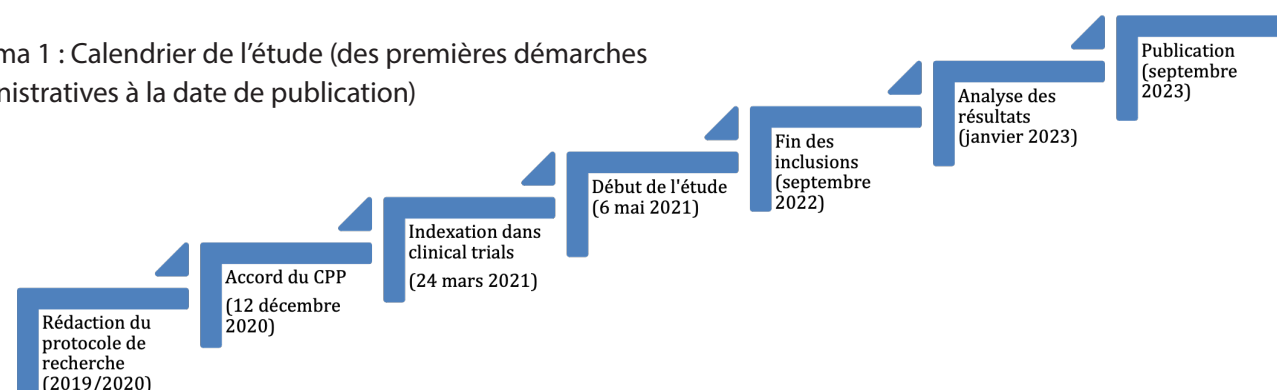 ma 1 : Calendrier de l’étude (des premières démarches
nistratives à la date de publication)
Rédaction du
protocole de
recherche
(2019/2020)
Accord du CPP
(12 décembre
2020)
Indexation dans
clinical trials
(24 mars 2021)
Début de l'étude
(6 mai 2021)
Fin des
inclusions
(septembre
2022)
Analyse des
résultats
(janvier 2023)
Publication
(septembre
2023)